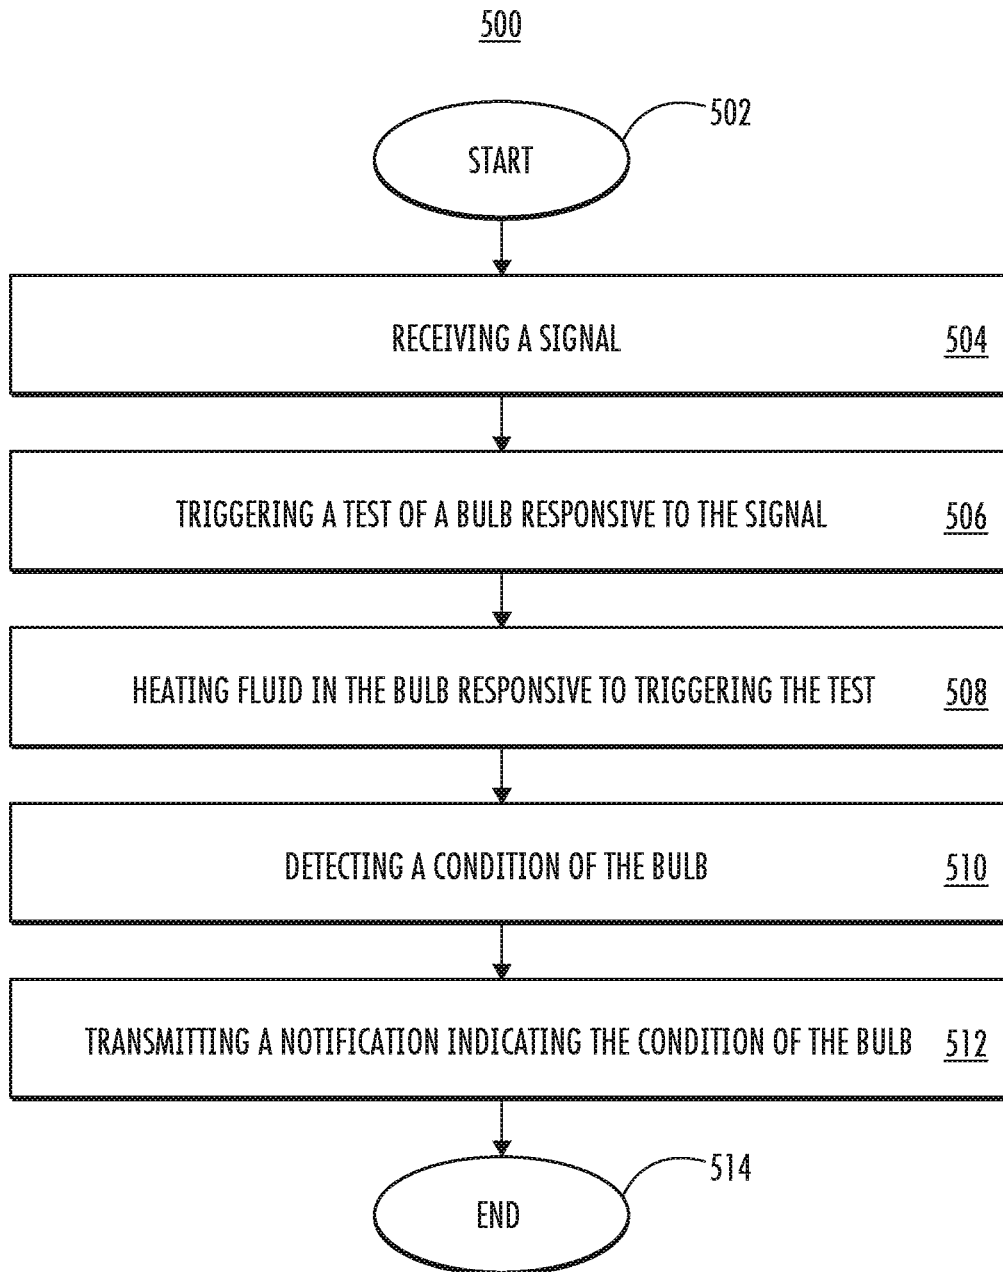 500
502
START
RECEIVING A SIGNAL 504
TRIGGERING A TEST OF A BULB RESPONSIVE TO THE SIGNAL 506
HEATING FLUID IN THE BULB RESPONSIVE TO TRIGGERING THE TEST 508
DETECTING A CONDITION OF THE BULB 510
TRANSMITTING A NOTIFICATION INDICATING THE CONDITION OF THE BULB 512
514
END